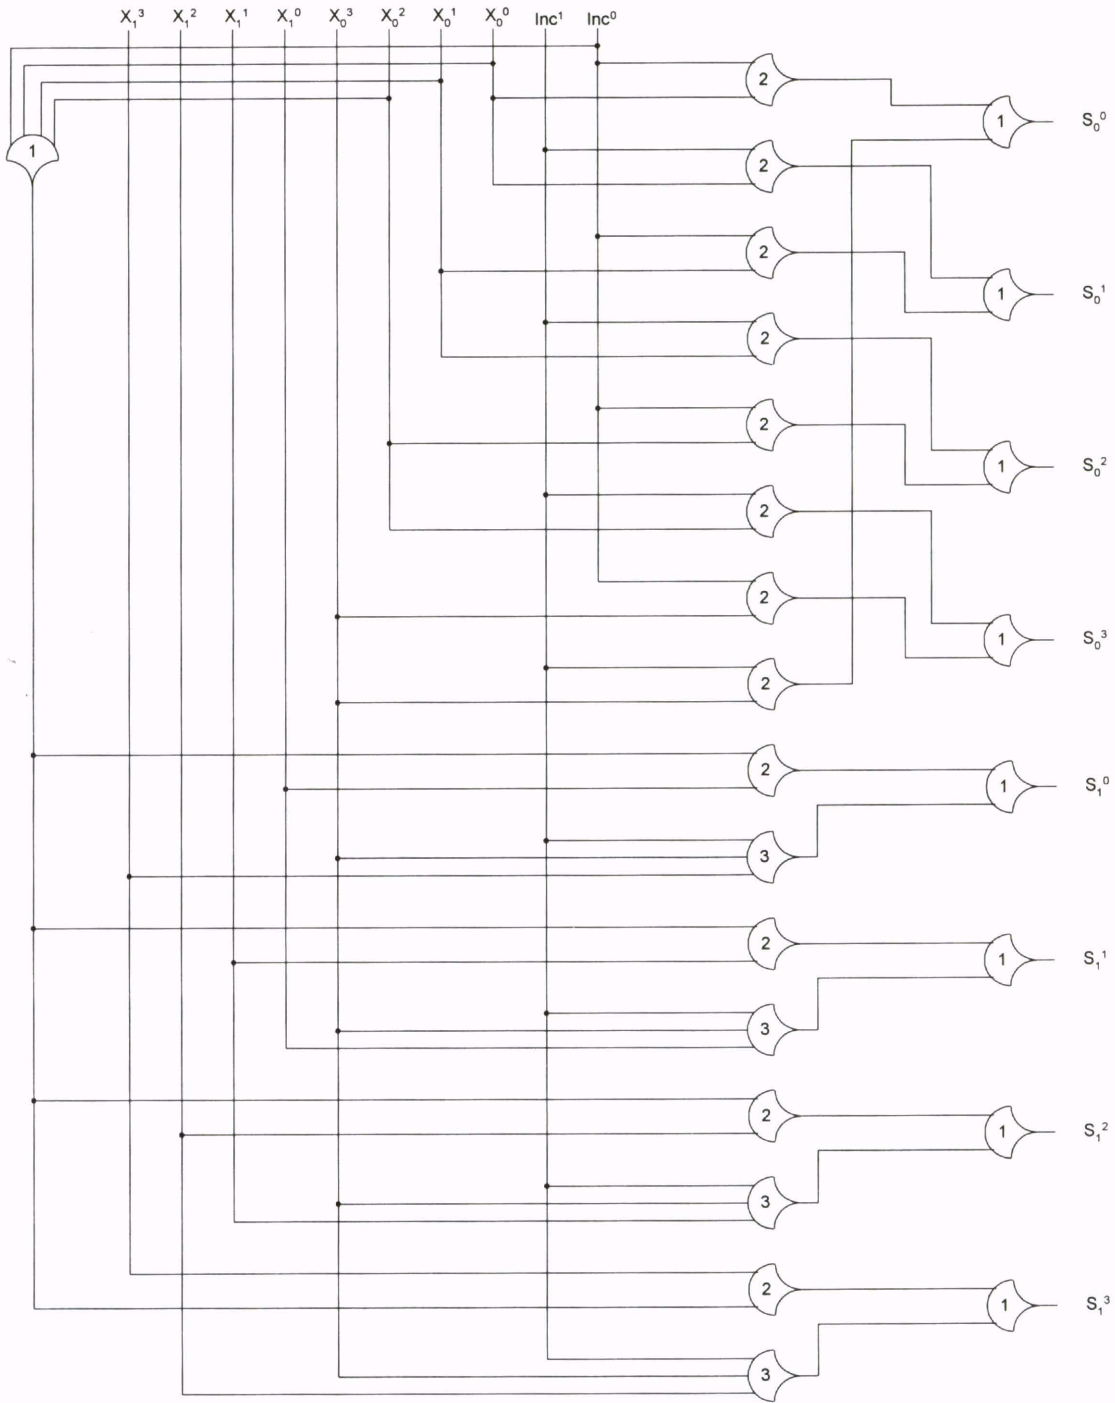 X₁³ X₁² X₁¹ X₁⁰ X₀³ X₀² X₀¹ X₀⁰ Inc¹ Inc⁰
2
1 S₀⁰
1
2
2
1 S₀¹
2
2
1 S₀²
2
2
1 S₀³
2
2
1 S₁⁰
3
2
1 S₁¹
3
2
1 S₁²
3
2
1 S₁³
3